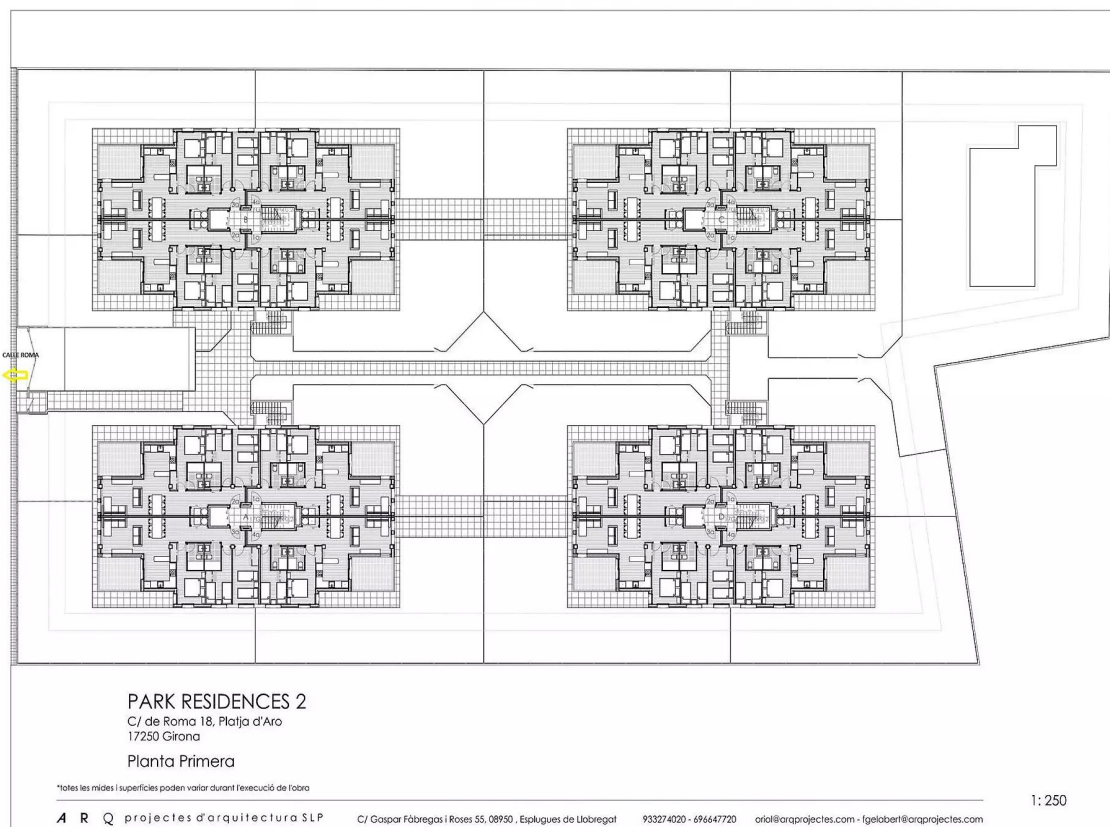 CALLE ROMA
B
C
A
D
PARK RESIDENCES 2
C/ de Roma 18, Platja d'Aro
17250 Girona
Planta Primera
*totes les mides i superfícies poden variar durant l'execució de l'obra
1: 250
A R Q projectes d'arquitectura SLP C/ Gaspar Fàbregas i Roses 55, 08950 , Esplugues de Llobregat 933274020 - 696647720 oriol@arqprojectes.com - fgelabert@arqprojectes.com